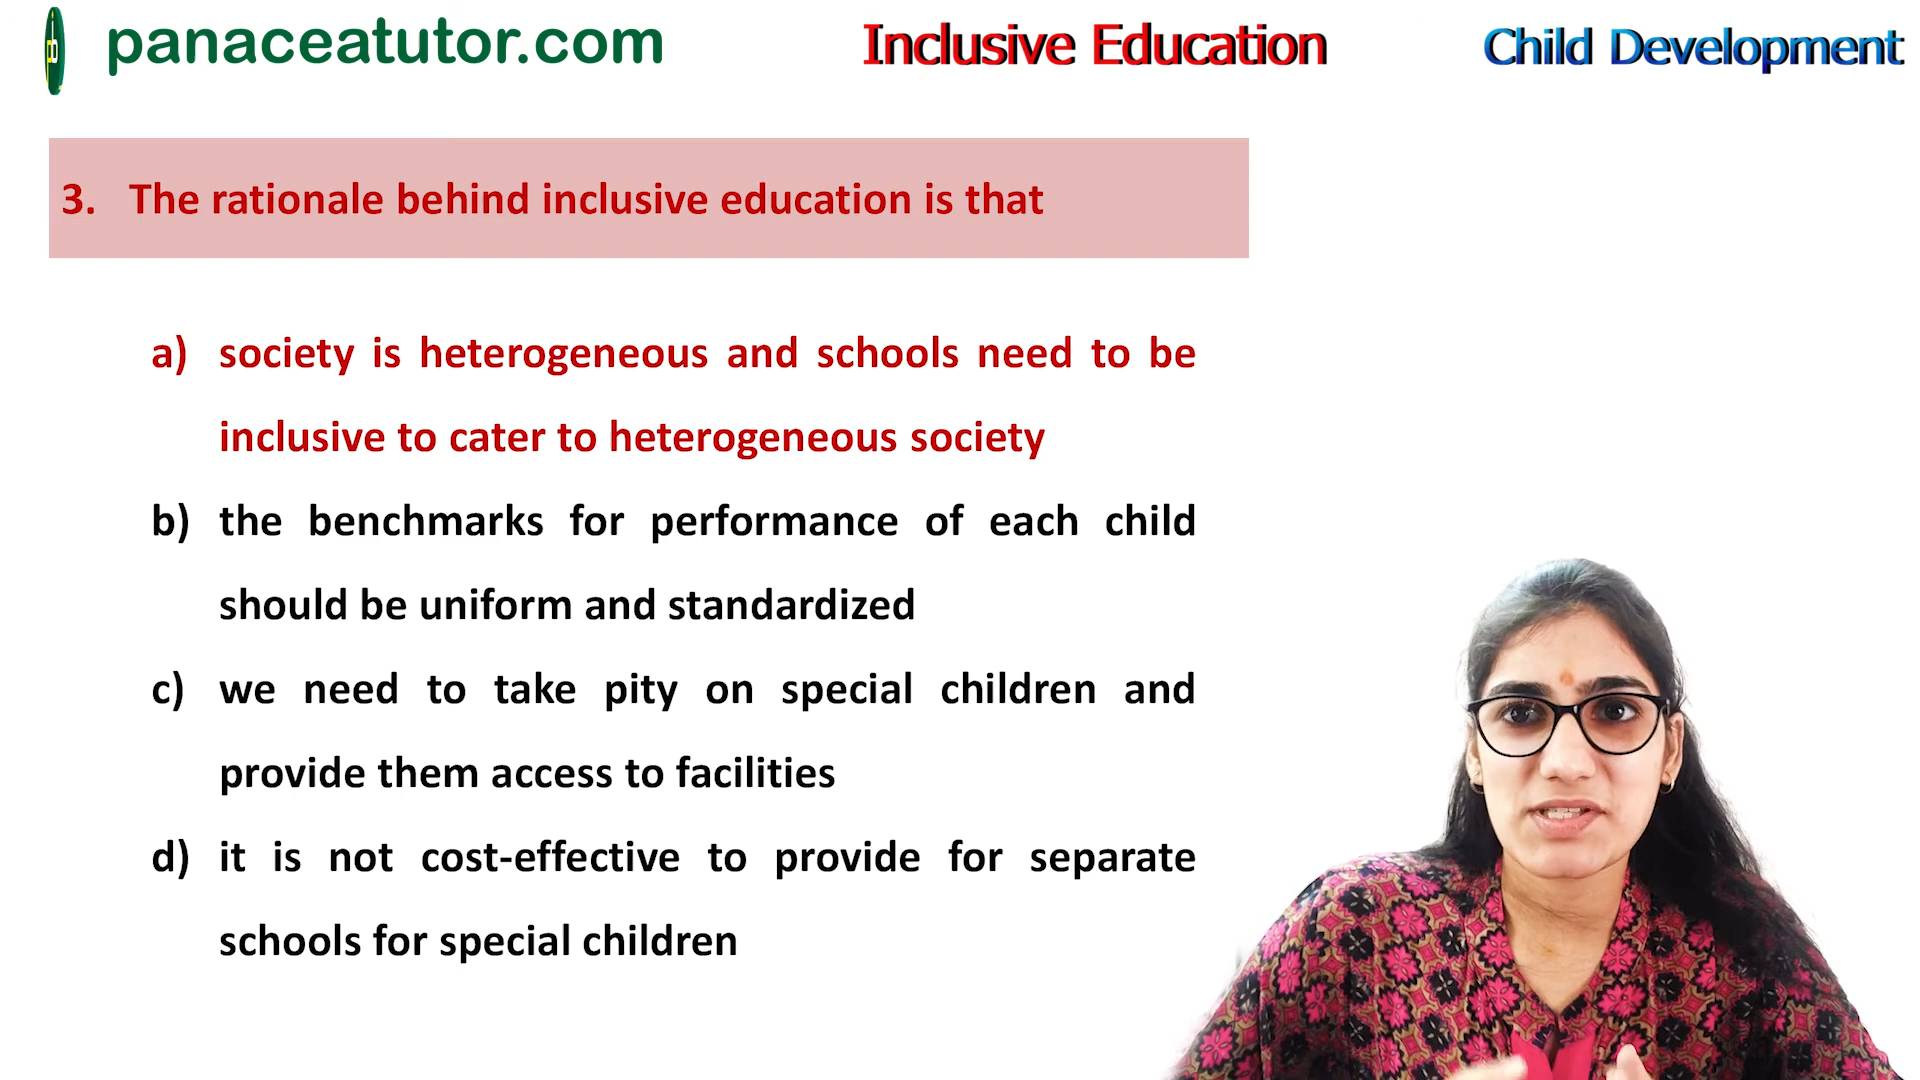 panaceatutor.com
Inclusive Education
Child Development
3. The rationale behind inclusive education is that
a) society is heterogeneous and schools need to be
inclusive to cater to heterogeneous society
b) the benchmarks for performance of each child
should be uniform and standardized
c) we need to take pity on special children and
provide them access to facilities
d) it is not cost-effective to provide for separate
schools for special children